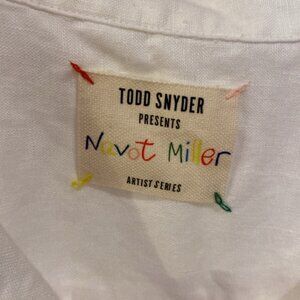 TODD SNYDER
PRESENTS
Navot Miller
ARTIST SERIES